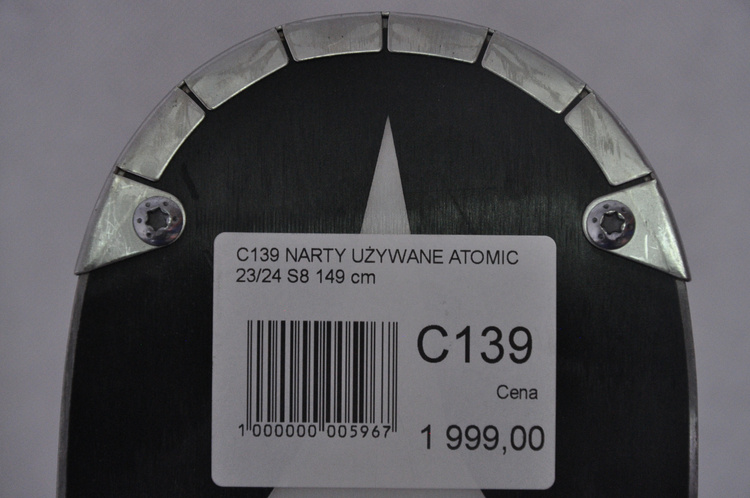 C139 NARTY UŻYWANE ATOMIC
23/24 S8 149 cm
C139
Cena
1 999,00
1 000000 005967